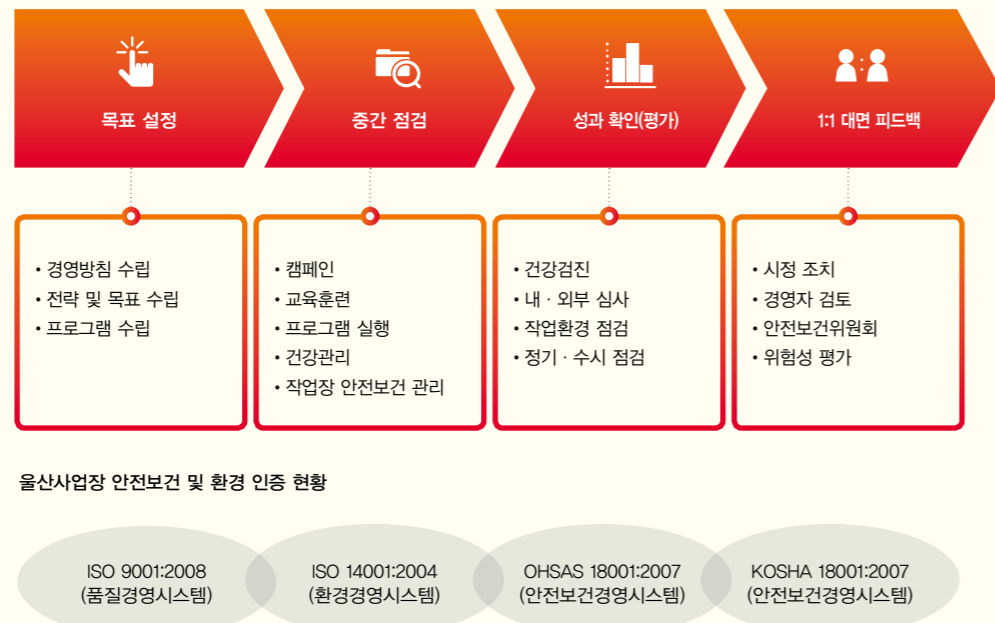 목표 설정
중간 점검
성과 확인(평가)
1:1 대면 피드백
• 경영방침 수립
• 전략 및 목표 수립
• 프로그램 수립
• 캠페인
• 교육훈련
• 프로그램 실행
• 건강관리
• 작업장 안전보건 관리
• 건강검진
• 내 · 외부 심사
• 작업환경 점검
• 정기 · 수시 점검
• 시정 조치
• 경영자 검토
• 안전보건위원회
• 위험성 평가
울산사업장 안전보건 및 환경 인증 현황
ISO 9001:2008
(품질경영시스템)
ISO 14001:2004
(환경경영시스템)
OHSAS 18001:2007
(안전보건경영시스템)
KOSHA 18001:2007
(안전보건경영시스템)